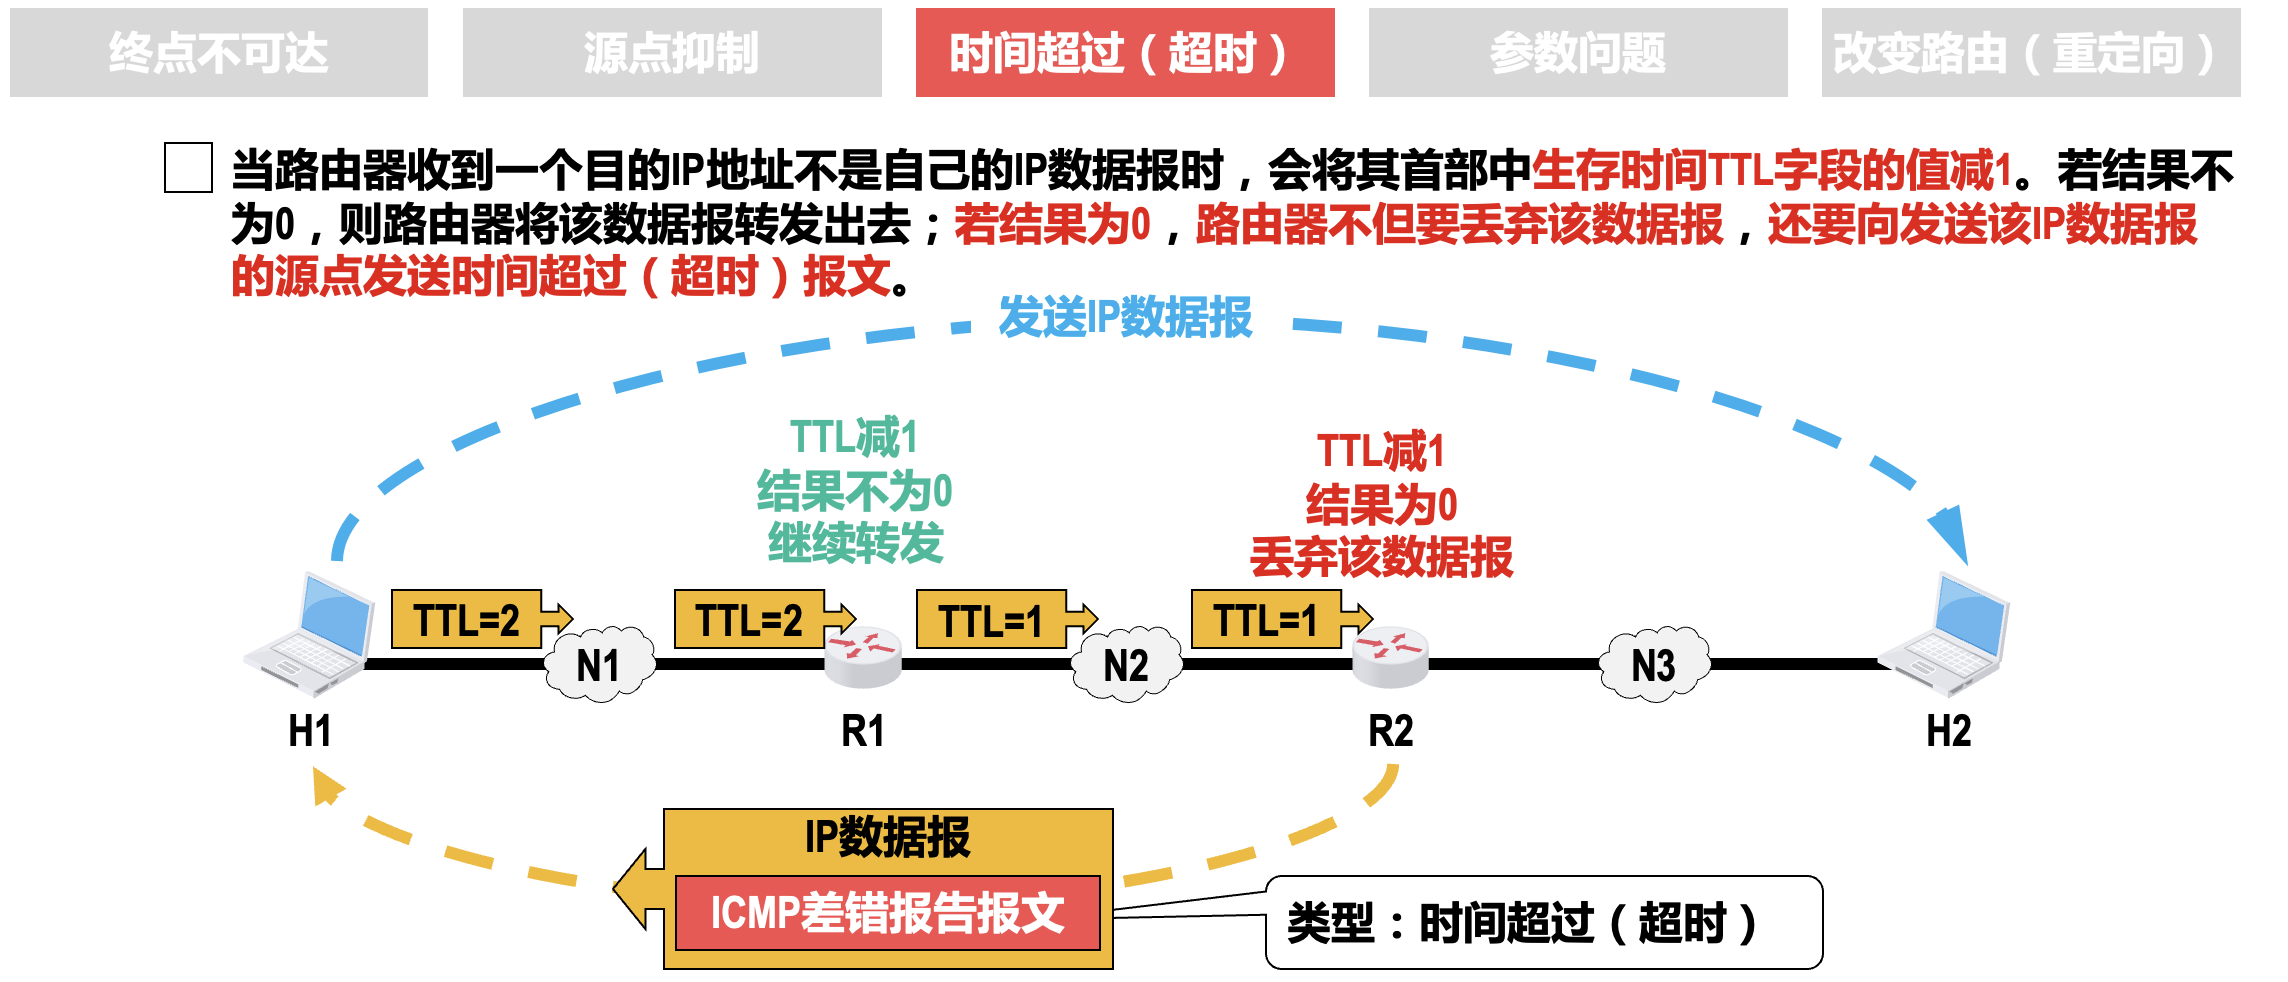 终点不可达
源点抑制
时间超过（超时）
参数问题
改变路由（重定向）
当路由器收到一个目的IP地址不是自己的IP数据报时，会将其首部中生存时间TTL字段的值减1。若结果不
为0，则路由器将该数据报转发出去；若结果为0，路由器不但要丢弃该数据报，还要向发送该IP数据报
的源点发送时间超过（超时）报文。
发送IP数据报
TTL减1
结果不为0
继续转发
TTL减1
结果为0
丢弃该数据报
TTL=2
TTL=2
TTL=1
TTL=1
N1
N2
N3
H1
R1
R2
H2
IP数据报
ICMP差错报告报文
类型：时间超过（超时）